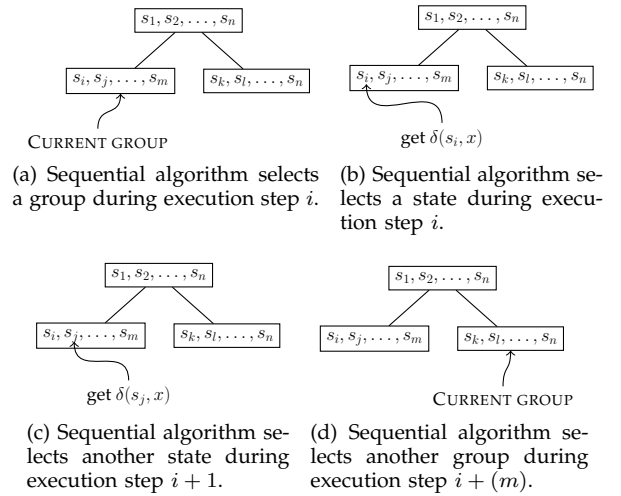 s₁, s₂, . . . , sₙ
sᵢ, sⱼ, . . . , sₘ
sₖ, sₗ, . . . , sₙ
CURRENT GROUP
(a) Sequential algorithm selects
a group during execution step i.
s₁, s₂, . . . , sₙ
sᵢ, sⱼ, . . . , sₘ
sₖ, sₗ, . . . , sₙ
get δ(sᵢ, x)
(b) Sequential algorithm se-
lects a state during execu-
tion step i.
s₁, s₂, . . . , sₙ
sᵢ, sⱼ, . . . , sₘ
sₖ, sₗ, . . . , sₙ
get δ(sⱼ, x)
(c) Sequential algorithm se-
lects another state during
execution step i + 1.
s₁, s₂, . . . , sₙ
sᵢ, sⱼ, . . . , sₘ
sₖ, sₗ, . . . , sₙ
CURRENT GROUP
(d) Sequential algorithm se-
lects another group during
execution step i + (m).